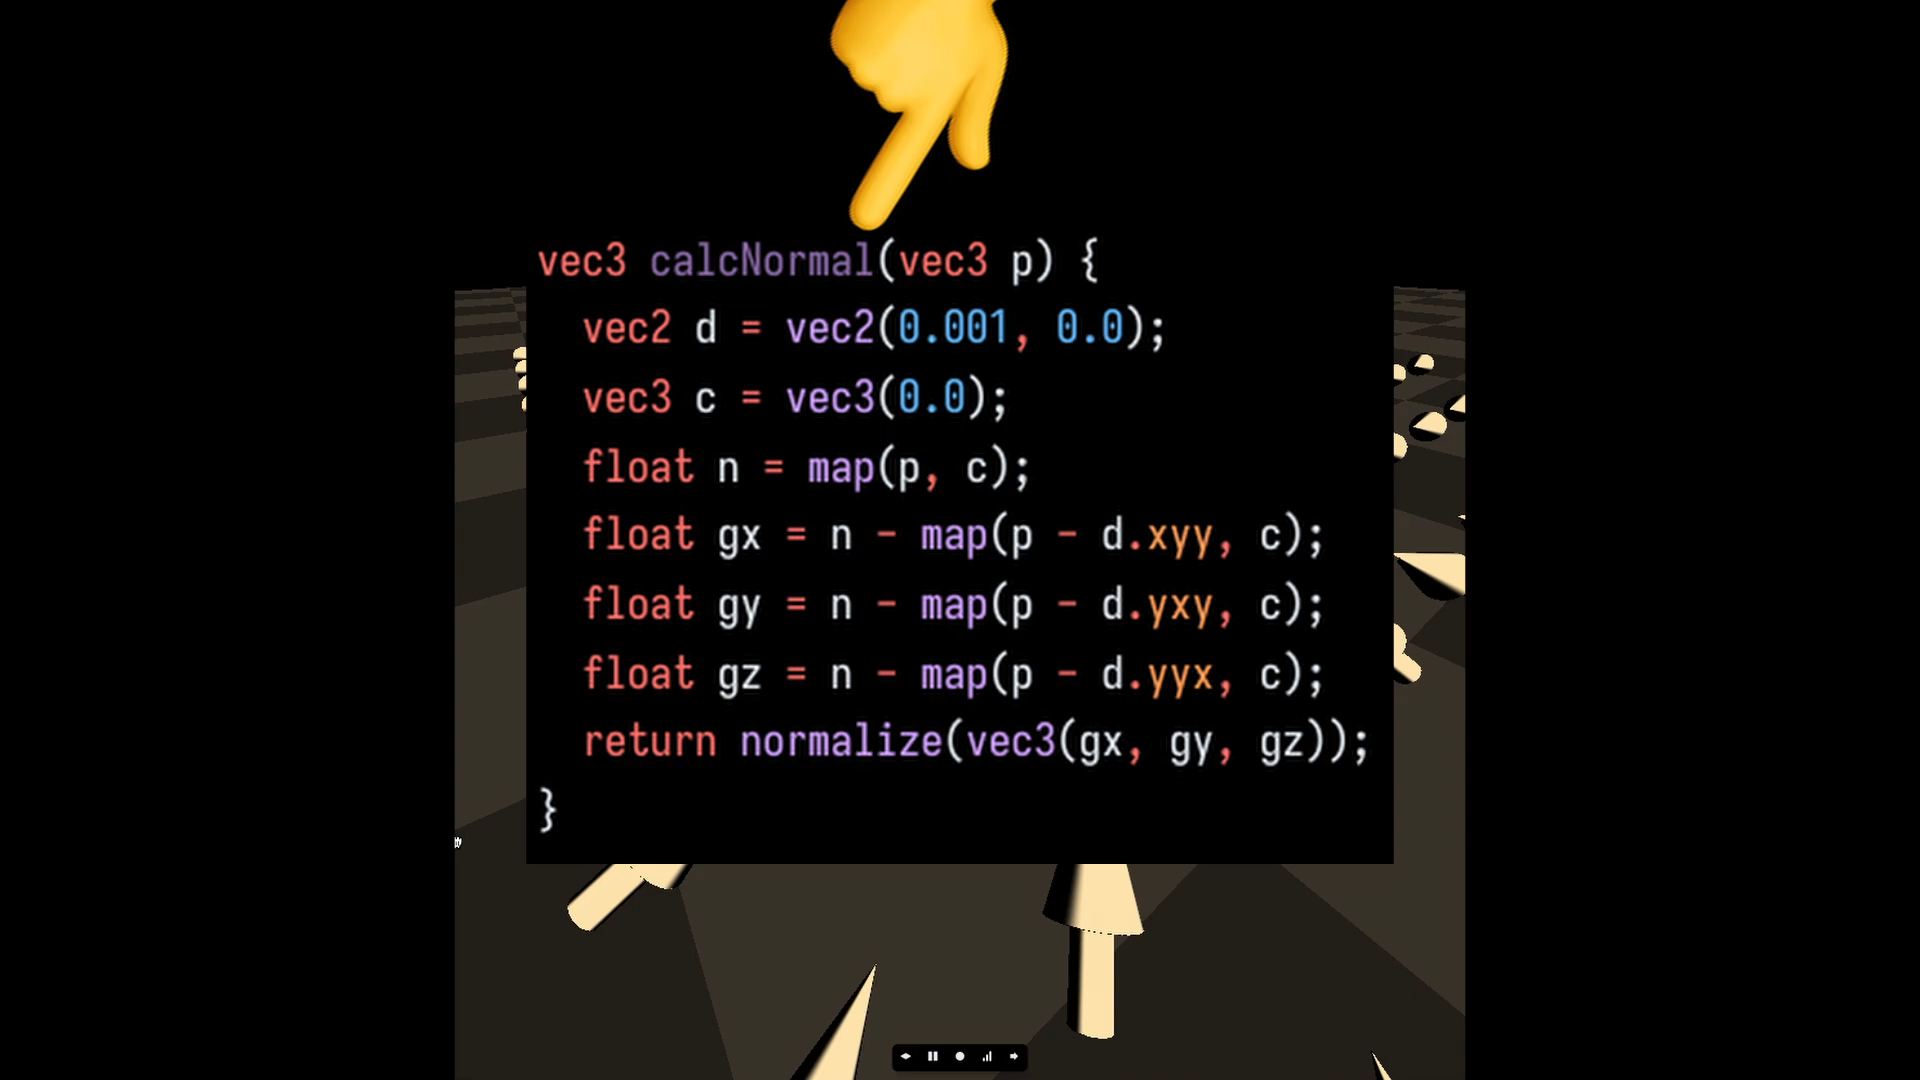 vec3 calcNormal(vec3 p) {
  vec2 d = vec2(0.001, 0.0);
  vec3 c = vec3(0.0);
  float n = map(p, c);
  float gx = n - map(p - d.xyy, c);
  float gy = n - map(p - d.yxy, c);
  float gz = n - map(p - d.yyx, c);
  return normalize(vec3(gx, gy, gz));
}